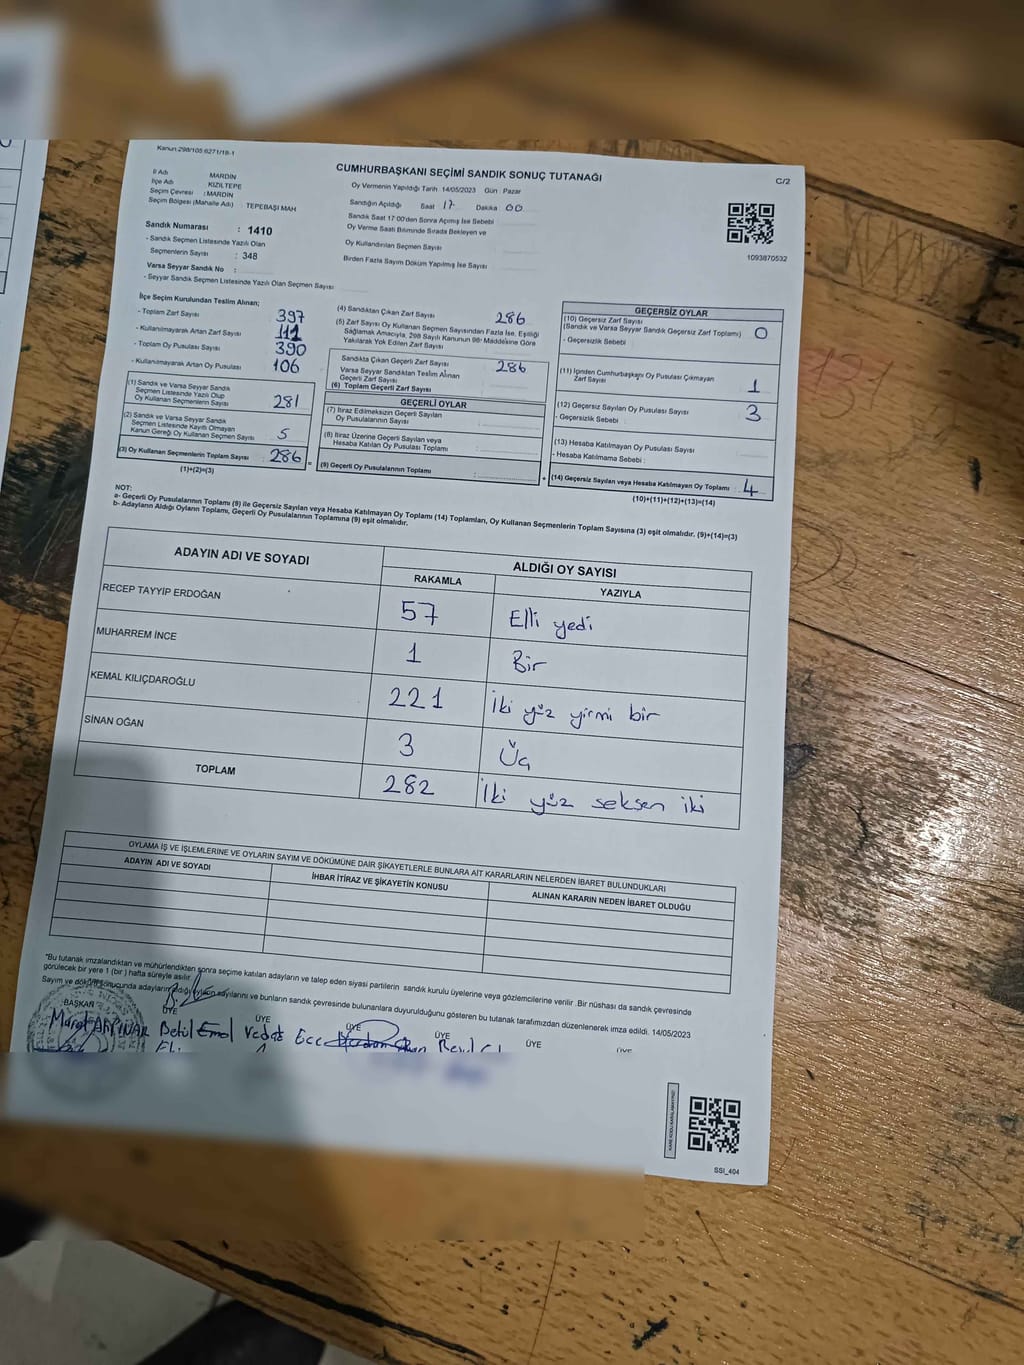 Kanun:298/105.6271/18-1
CUMHURBAŞKANI SEÇİMİ SANDIK SONUÇ TUTANAĞI
C/2
İl Adı MARDİN
İlçe Adı KIZILTEPE
Seçim Çevresi : MARDİN
Seçim Bölgesi (Mahalle Adı) : TEPEBAŞI MAH
Oy Vermenin Yapıldığı Tarih 14/05/2023 Gün : Pazar
Sandığın Açıldığı Saat 17 Dakika 00
Sandık Saat 17 00'den Sonra Açımış İse Sebebi
Oy Verme Saati Bitiminde Sırada Bekleyen ve
Oy Kullandırılan Seçmen Sayısı
Birden Fazla Sayım Döküm Yapılmış İse Sayısı
1093870532
Sandık Numarası : 1410
- Sandık Seçmen Listesinde Yazılı Olan
Seçmenlerin Sayısı : 348
Varsa Seyyar Sandık No :
- Seyyar Sandık Seçmen Listesinde Yazılı Olan Seçmen Sayısı :
İlçe Seçim Kurulundan Teslim Alınan;
- Toplam Zarf Sayısı 397
- Kullanılmayarak Artan Zarf Sayısı 111
- Toplam Oy Pusulası Sayısı 390
- Kullanılmayarak Artan Oy Pusulası 106
(1) Sandık ve Varsa Seyyar Sandık
Seçmen Listesinde Yazılı Olup
Oy Kullanan Seçmenlerin Sayısı 281
(2) Sandık ve Varsa Seyyar Sandık
Seçmen Listesinde Kayıtlı Olmayan
Kanun Gereği Oy Kullanan Seçmen Sayısı 5
(3) Oy Kullanan Seçmenlerin Toplam Sayısı : 286
(1)+(2)=(3)
(4) Sandıktan Çıkan Zarf Sayısı 286
(5) Zarf Sayısı Oy Kullanan Seçmen Sayısından Fazla İse, Eşitliği
Sağlamak Amacıyla, 298 Sayılı Kanunun 98. Maddesine Göre
Yakılarak Yok Edilen Zarf Sayısı
Sandıkta Çıkan Geçerli Zarf Sayısı 286
Varsa Seyyar Sandıktan Teslim Alınan
Geçerli Zarf Sayısı
(6) Toplam Geçerli Zarf Sayısı
GEÇERLİ OYLAR
(7) İtiraz Edilmeksizin Geçerli Sayılan
Oy Pusulalarının Sayısı
(8) İtiraz Üzerine Geçerli Sayılan veya
Hesaba Katılan Oy Pusulası Toplamı
(9) Geçerli Oy Pusulalarının Toplamı
GEÇERSİZ OYLAR
(10) Geçersiz Zarf Sayısı
(Sandık ve Varsa Seyyar Sandık Geçersiz Zarf Toplamı) 0
- Geçersizlik Sebebi
(11) İçinden Cumhurbaşkanı Oy Pusulası Çıkmayan
Zarf Sayısı 1
(12) Geçersiz Sayılan Oy Pusulası Sayısı 3
- Geçersizlik Sebebi :
(13) Hesaba Katılmayan Oy Pusulası Sayısı
- Hesaba Katılmama Sebebi :
(14) Geçersiz Sayılan veya Hesaba Katılmayan Oy Toplamı : 4
(10)+(11)+(12)+(13)=(14)
NOT:
a- Geçerli Oy Pusulalarının Toplamı (9) ile Geçersiz Sayılan veya Hesaba Katılmayan Oy Toplamı (14) Toplamları, Oy Kullanan Seçmenlerin Toplam Sayısına (3) eşit olmalıdır. (9)+(14)=(3)
b- Adayların Aldığı Oyların Toplamı, Geçerli Oy Pusulalarının Toplamına (9) eşit olmalıdır.
ADAYIN ADI VE SOYADI ALDIĞI OY SAYISI
RAKAMLA YAZIYLA
RECEP TAYYİP ERDOĞAN 57 Elli yedi
MUHARREM İNCE 1 Bir
KEMAL KILIÇDAROĞLU 221 İki yüz yirmi bir
SİNAN OĞAN 3 Üç
TOPLAM 282 İki yüz seksen iki
OYLAMA İŞ VE İŞLEMLERİNE VE OYLARIN SAYIM VE DÖKÜMÜNE DAİR ŞİKAYETLERLE BUNLARA AİT KARARLARIN NELERDEN İBARET BULUNDUKLARI
ADAYIN ADI VE SOYADI İHBAR İTİRAZ VE ŞİKAYETİN KONUSU ALINAN KARARIN NEDEN İBARET OLDUĞU
*Bu tutanak imzalandıktan ve mühürlendikten sonra seçime katılan adayların ve talep eden siyasi partilerin sandık kurulu üyelerine veya gözlemcilerine verilir .Bir nüshası da sandık çevresinde
görülecek bir yere 1 (bir ) hafta süreyle asılır.
Sayım ve döküm sonucunda adayların aldığı oyların sayılarını ve bunların sandık çevresinde bulunanlara duyurulduğunu gösteren bu tutanak tarafımızdan düzenlenerek imza edildi. 14/05/2023
BAŞKAN ÜYE ÜYE ÜYE ÜYE ÜYE ÜYE
Murat AKPINAR Betül Emol Vedat Ece
KARE KODU KARALAMAYINIZ!
SSI_404